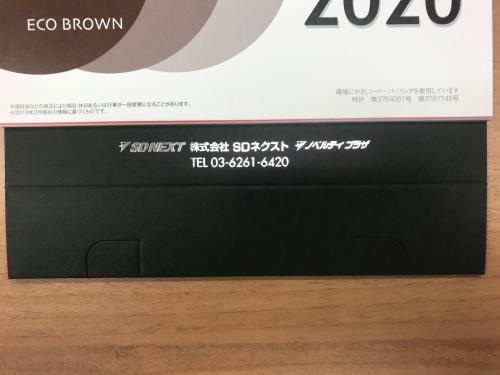 2020
ECO BROWN
環境にやさしいペーパーリングを使用しています
特許 第3754061号 第3781746号
※祝日法などの改正により祝日・休日あるいは行事が一部変更になることがあります。
※2019年2月現在の情報に基づくものです。
SD NEXT 株式会社 SDネクスト ノベルティプラザ
TEL 03-6261-6420